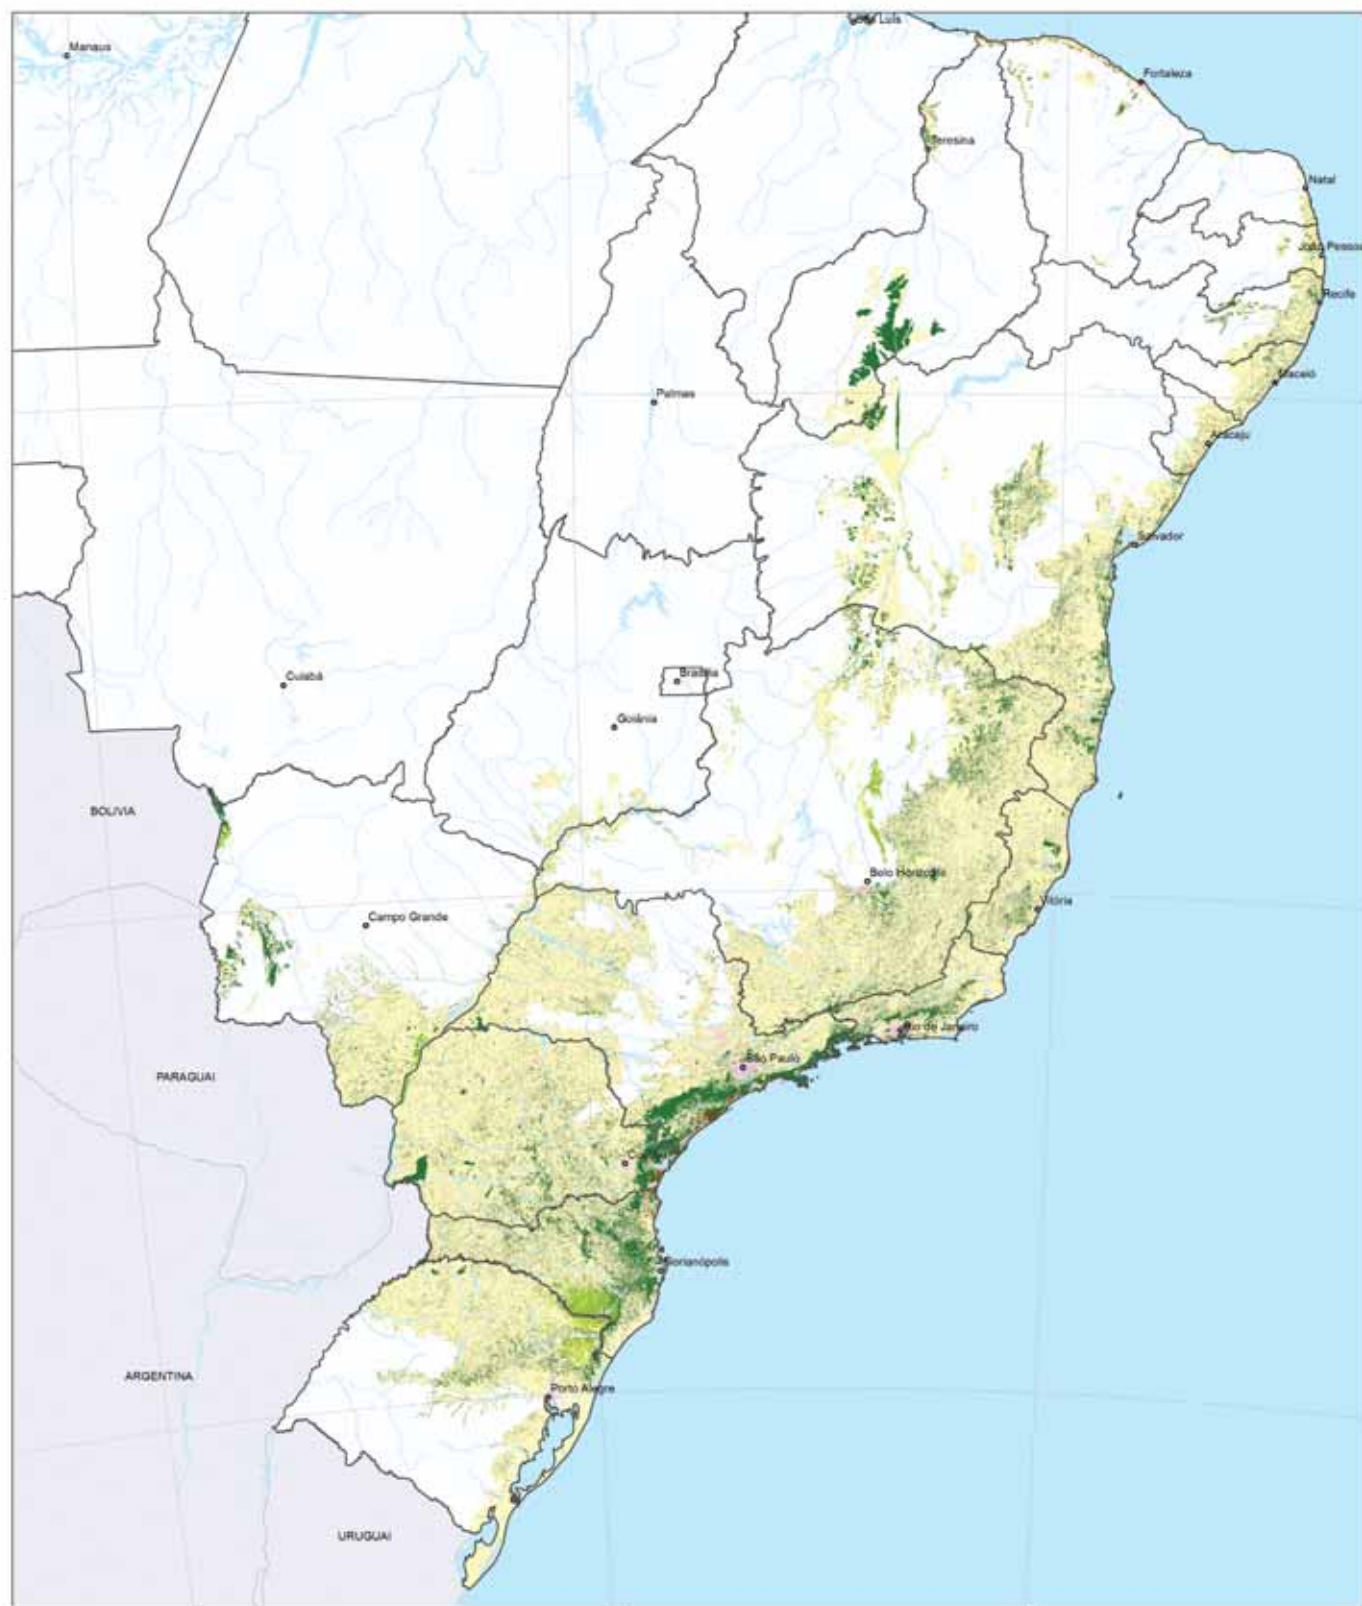 Manaus
Luís
Fortaleza
Teresina
Natal
João Pessoa
Recife
Maceió
Palmas
Aracaju
Salvador
Cuiabá
Brasília
Goiânia
BOLIVIA
Belo Horizonte
Vitória
Campo Grande
Rio de Janeiro
São Paulo
PARAGUAI
Florianópolis
ARGENTINA
Porto Alegre
URUGUAI